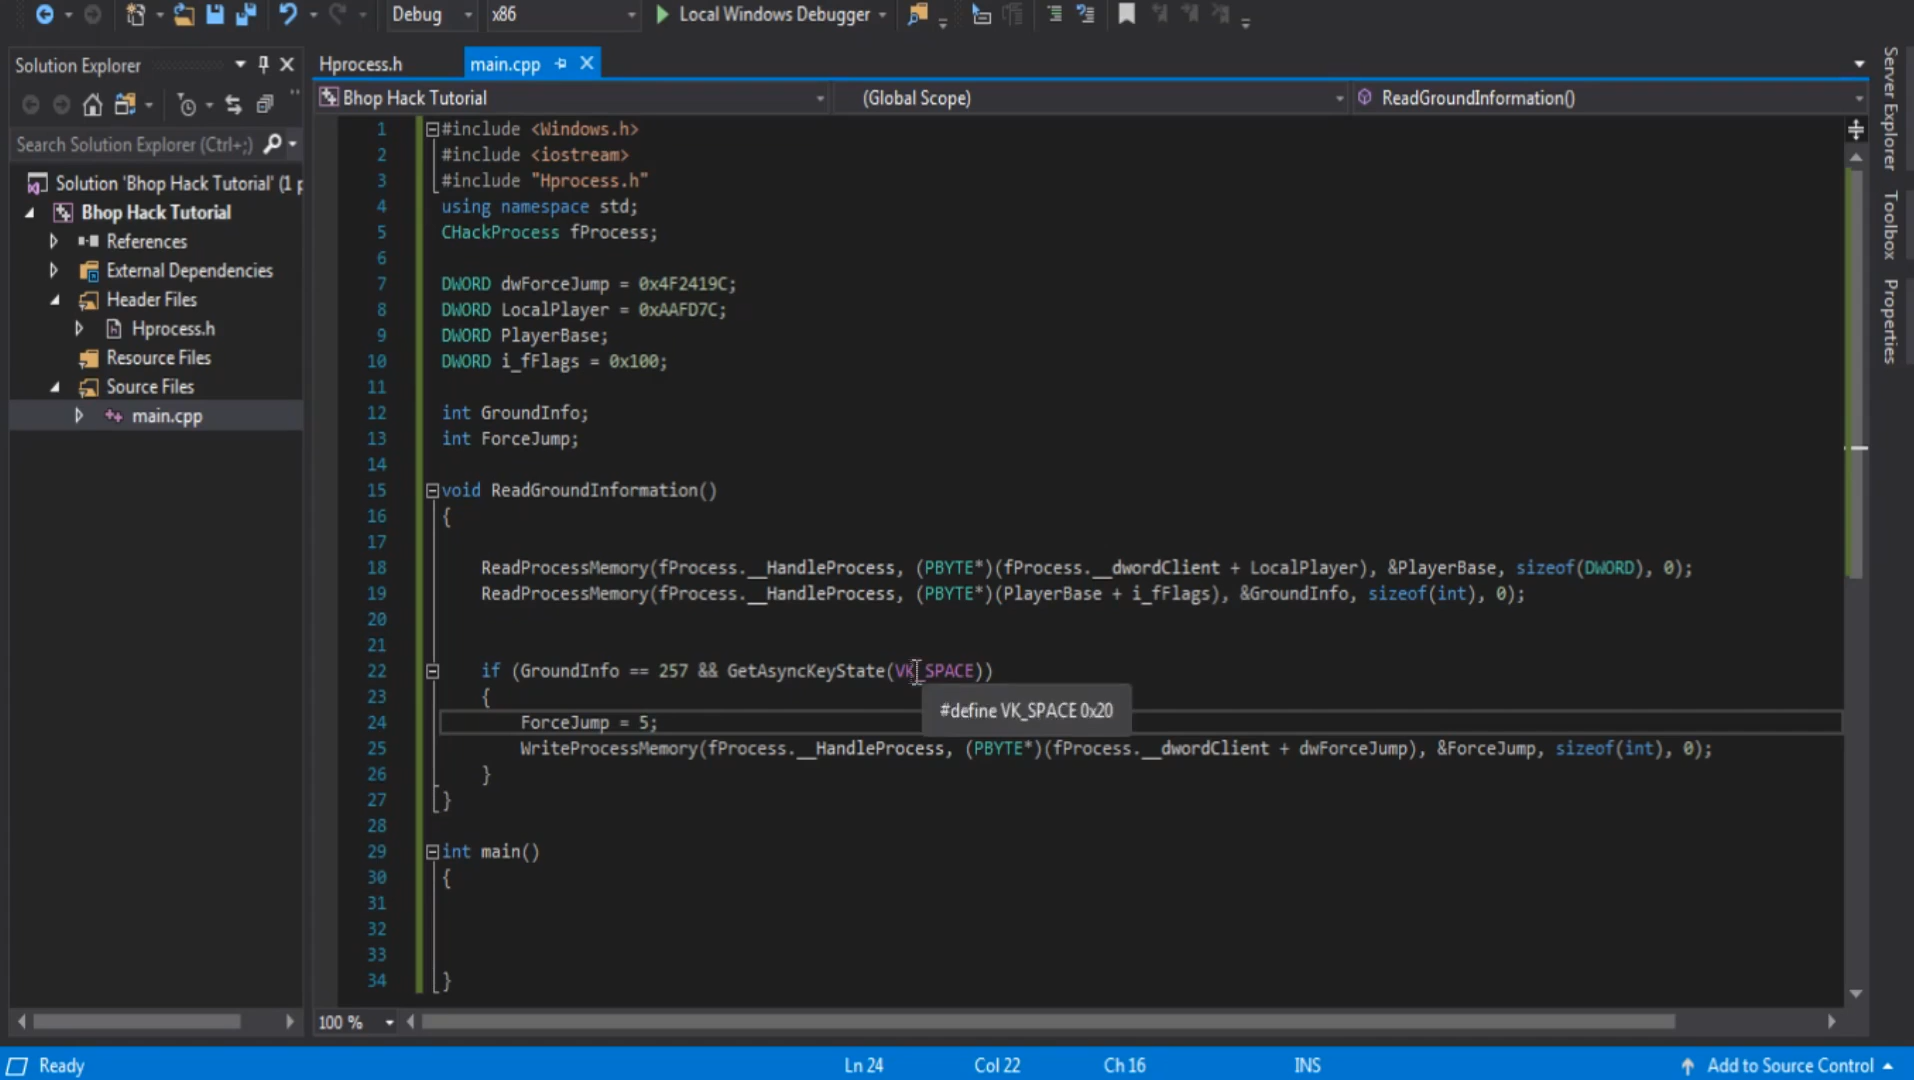 Debug x86 Local Windows Debugger
Solution Explorer
Search Solution Explorer (Ctrl+;)
Solution 'Bhop Hack Tutorial' (1 p
Bhop Hack Tutorial
References
External Dependencies
Header Files
Hprocess.h
Resource Files
Source Files
main.cpp
Hprocess.h main.cpp
Bhop Hack Tutorial (Global Scope) ReadGroundInformation()
1 #include <Windows.h>
2 #include <iostream>
3 #include "Hprocess.h"
4 using namespace std;
5 CHackProcess fProcess;
6
7 DWORD dwForceJump = 0x4F2419C;
8 DWORD LocalPlayer = 0xAAFD7C;
9 DWORD PlayerBase;
10 DWORD i_fFlags = 0x100;
11
12 int GroundInfo;
13 int ForceJump;
14
15 void ReadGroundInformation()
16 {
17
18 ReadProcessMemory(fProcess.__HandleProcess, (PBYTE*)(fProcess.__dwordClient + LocalPlayer), &PlayerBase, sizeof(DWORD), 0);
19 ReadProcessMemory(fProcess.__HandleProcess, (PBYTE*)(PlayerBase + i_fFlags), &GroundInfo, sizeof(int), 0);
20
21
22 if (GroundInfo == 257 && GetAsyncKeyState(VK_SPACE))
23 {
#define VK_SPACE 0x20
24 ForceJump = 5;
25 WriteProcessMemory(fProcess.__HandleProcess, (PBYTE*)(fProcess.__dwordClient + dwForceJump), &ForceJump, sizeof(int), 0);
26 }
27 }
28
29 int main()
30 {
31
32
33
34 }
100 %
Server Explorer
Toolbox
Properties
Ready Ln 24 Col 22 Ch 16 INS Add to Source Control